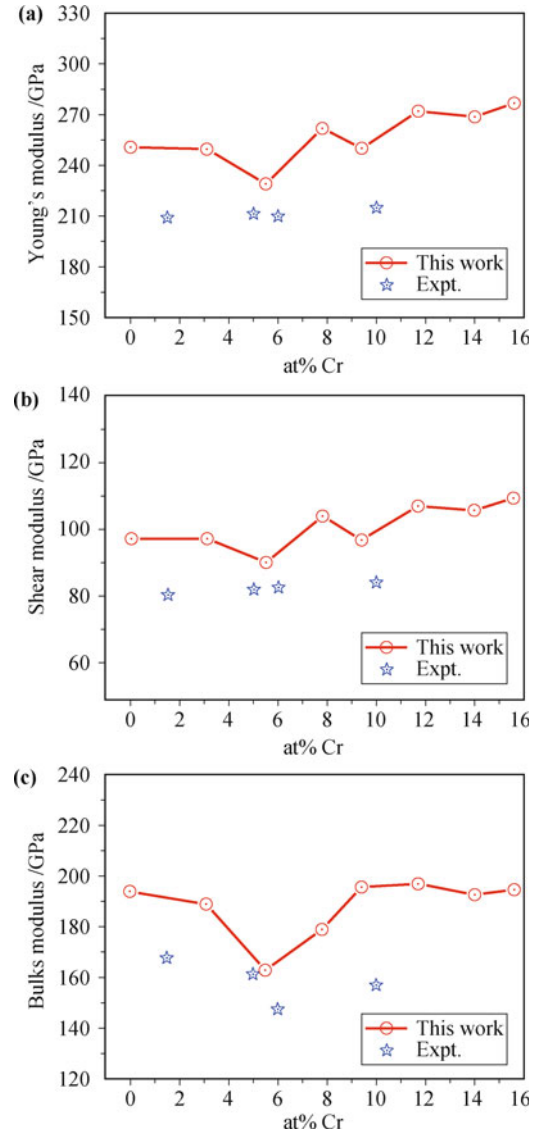 (a)
330
300
270
240
210
180
150
Young's modulus /GPa
This work
Expt.
0 2 4 6 8 10 12 14 16
at% Cr
(b)
140
120
100
80
60
Shear modulus /GPa
This work
Expt.
0 2 4 6 8 10 12 14 16
at% Cr
(c)
240
220
200
180
160
140
120
Bulks modulus /GPa
This work
Expt.
0 2 4 6 8 10 12 14 16
at% Cr